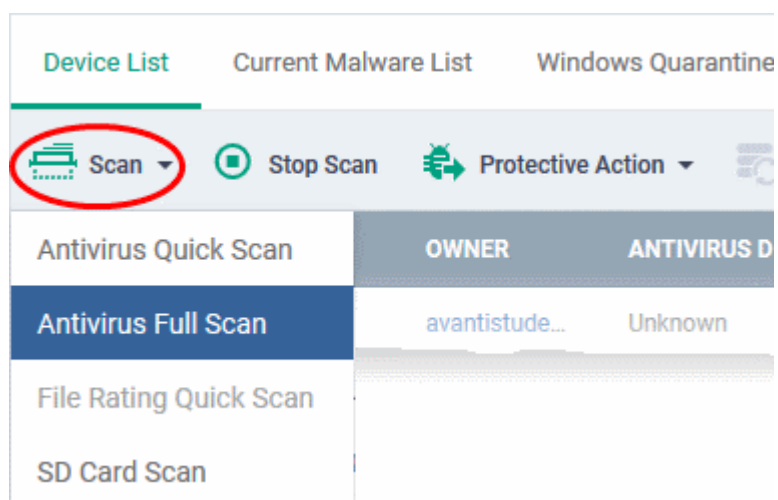 Device List Current Malware List Windows Quarantine
Scan Stop Scan Protective Action
Antivirus Quick Scan OWNER ANTIVIRUS D
Antivirus Full Scan avantistude... Unknown
File Rating Quick Scan
SD Card Scan